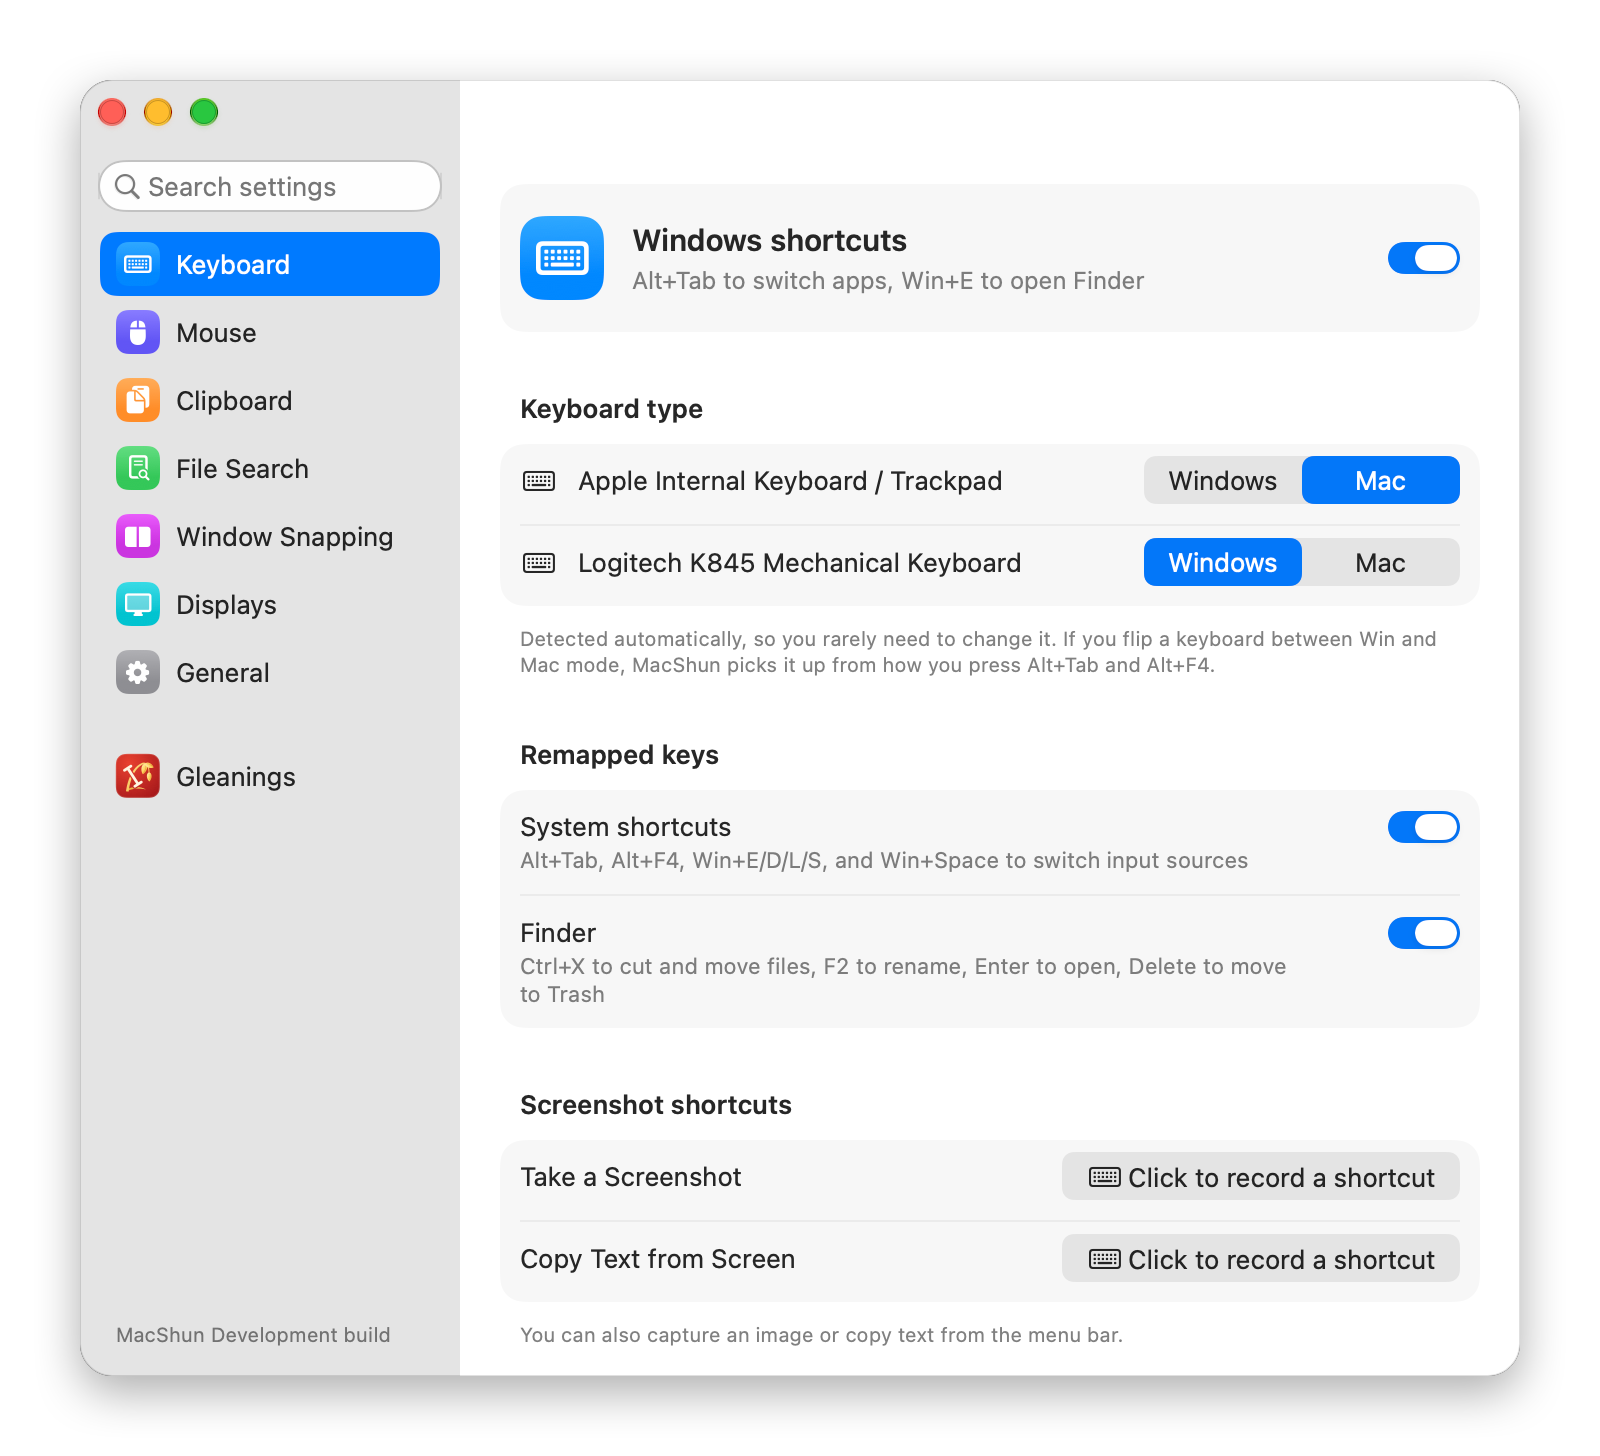 Search settings
Keyboard
Mouse
Clipboard
File Search
Window Snapping
Displays
General
Gleanings
MacShun Development build
Windows shortcuts
Alt+Tab to switch apps, Win+E to open Finder
Keyboard type
Apple Internal Keyboard / Trackpad
Windows
Mac
Logitech K845 Mechanical Keyboard
Windows
Mac
Detected automatically, so you rarely need to change it. If you flip a keyboard between Win and
Mac mode, MacShun picks it up from how you press Alt+Tab and Alt+F4.
Remapped keys
System shortcuts
Alt+Tab, Alt+F4, Win+E/D/L/S, and Win+Space to switch input sources
Finder
Ctrl+X to cut and move files, F2 to rename, Enter to open, Delete to move
to Trash
Screenshot shortcuts
Take a Screenshot
Click to record a shortcut
Copy Text from Screen
Click to record a shortcut
You can also capture an image or copy text from the menu bar.